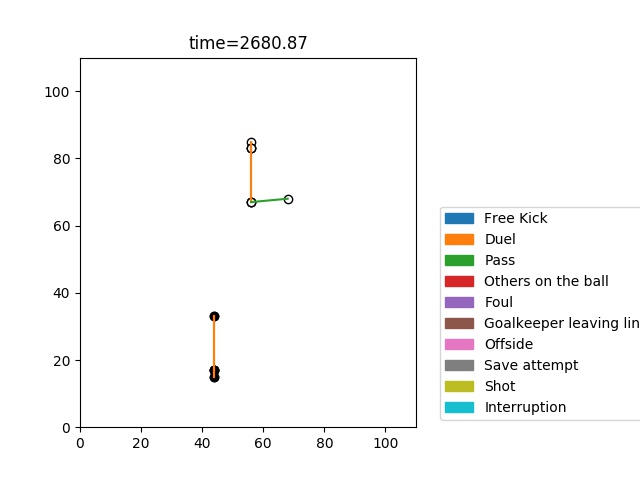 time=2680.87
100
80
60
40
20
0
0 20 40 60 80 100
Free Kick
Duel
Pass
Others on the ball
Foul
Goalkeeper leaving lin
Offside
Save attempt
Shot
Interruption